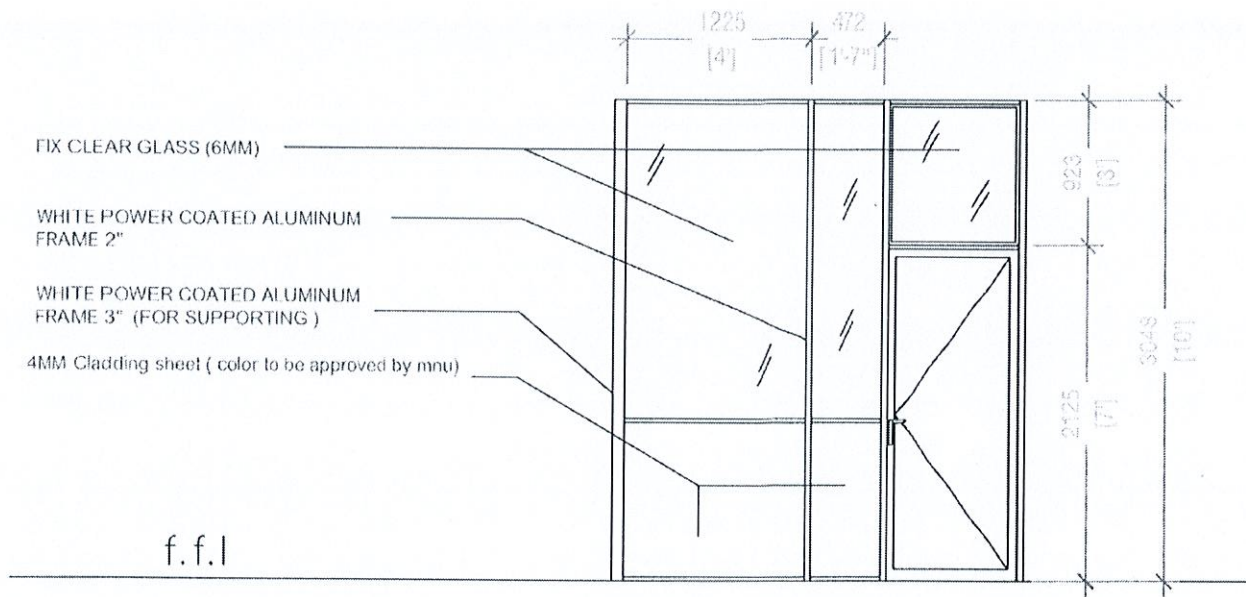 1225
[4']
472
[1'-7"]
FIX CLEAR GLASS (6MM)
WHITE POWER COATED ALUMINUM
FRAME 2"
WHITE POWER COATED ALUMINUM
FRAME 3" (FOR SUPPORTING )
4MM Cladding sheet ( color to be approved by mnu)
923
[3']
2125
[7']
3048
[10']
f.f.l